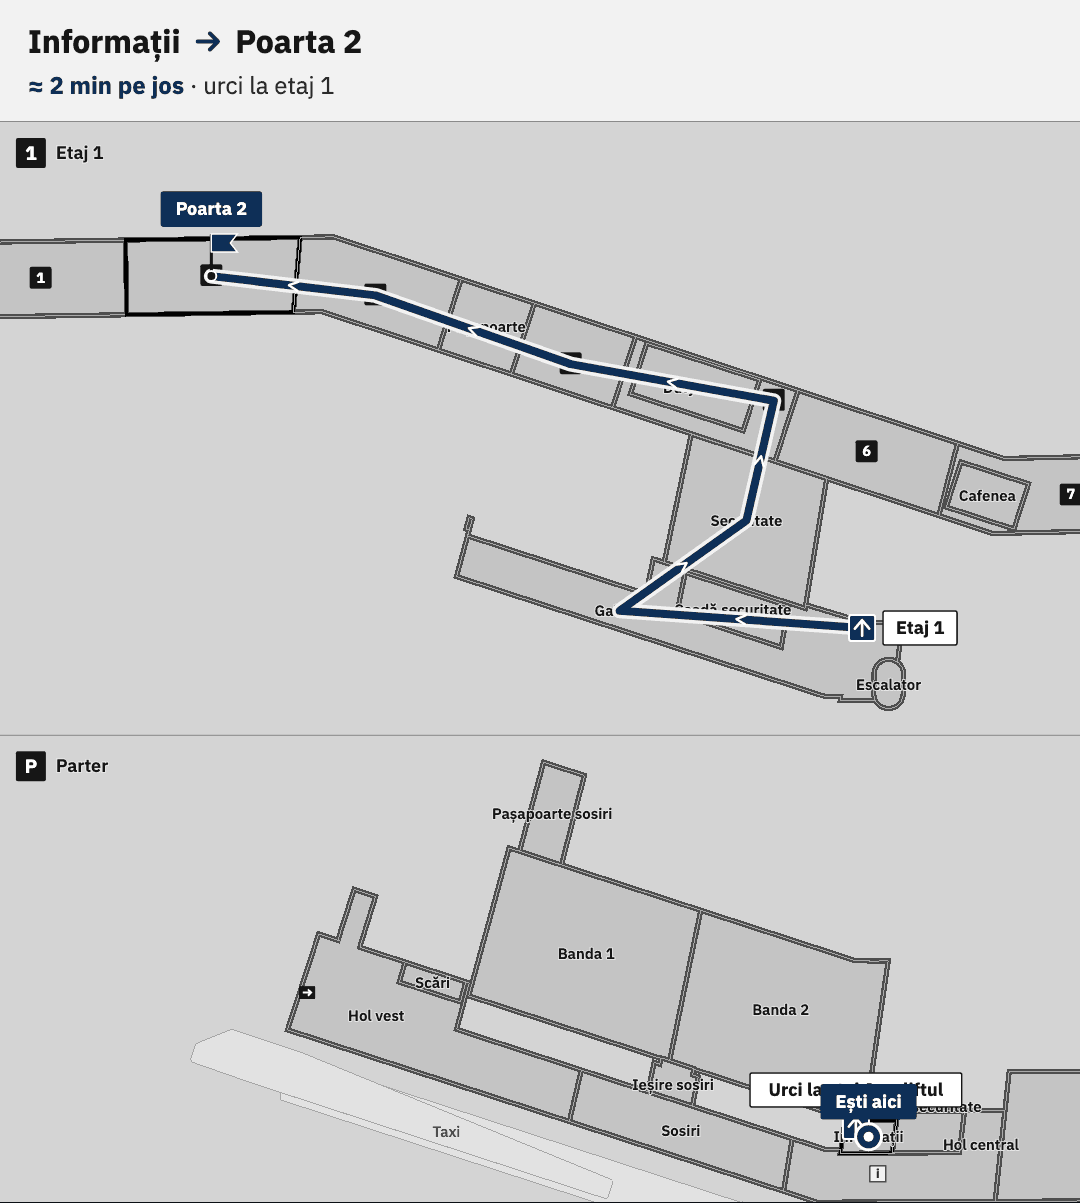 Informații → Poarta 2
≈ 2 min pe jos · urci la etaj 1
1 Etaj 1
Poarta 2
1
6
Cafenea
7
Etaj 1
Escalator
P Parter
Pașapoarte sosiri
Banda 1
Scări
Banda 2
Hol vest
Ieșire sosiri
Urci la
Ești aici
Taxi
Sosiri
Hol central
i